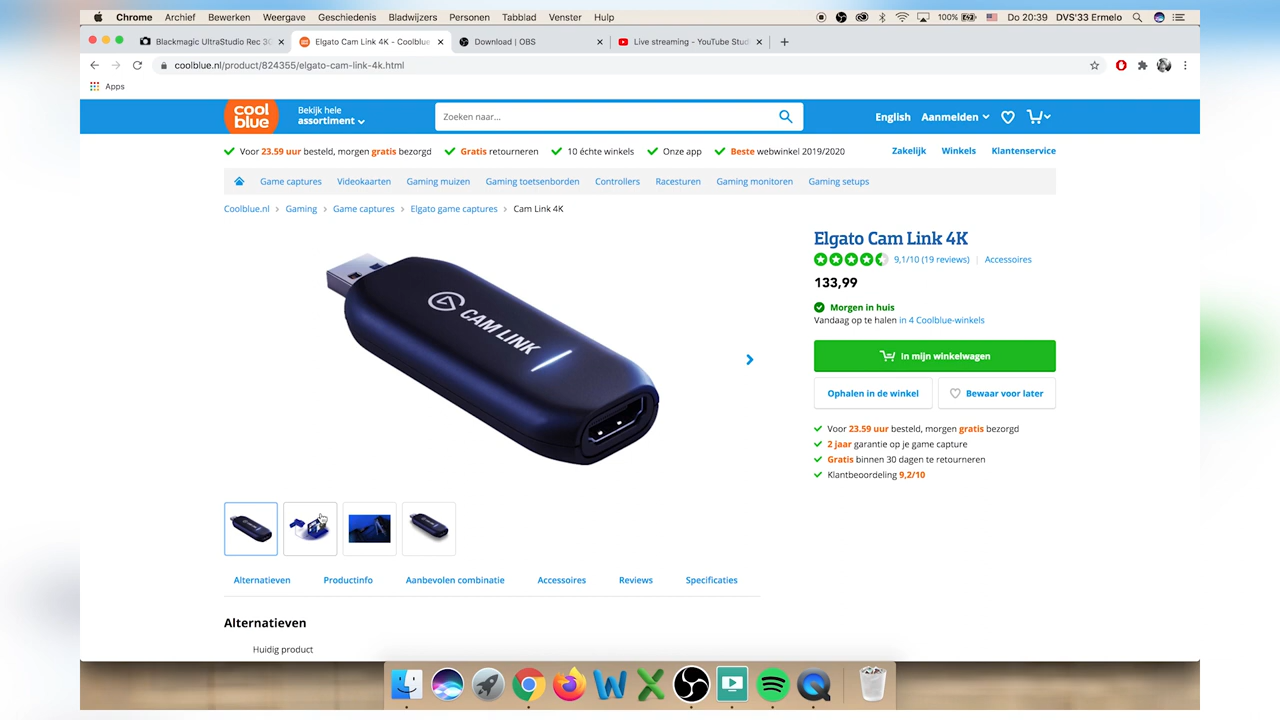 Chrome Archief Bewerken Weergave Geschiedenis Bladwijzers Personen Tabblad Venster Help 100% Do 20:39 DVS'33 Ermelo
Blackmagic UltraStudio Rec 3G Elgato Cam Link 4K - Coolblue Download | OBS Live streaming - YouTube Stud
coolblue.nl/product/824355/elgato-cam-link-4k.html
Apps
cool
blue
Bekijk hele
assortiment
Zoeken naar...
English Aanmelden
Voor 23.59 uur besteld, morgen gratis bezorgd Gratis retourneren 10 échte winkels Onze app Beste webwinkel 2019/2020 Zakelijk Winkels Klantenservice
Game captures Videokaarten Gaming muizen Gaming toetsenborden Controllers Racesturen Gaming monitoren Gaming setups
Coolblue.nl > Gaming > Game captures > Elgato game captures > Cam Link 4K
Elgato Cam Link 4K
9,1/10 (19 reviews) | Accessoires
133,99
Morgen in huis
Vandaag op te halen in 4 Coolblue-winkels
In mijn winkelwagen
Ophalen in de winkel Bewaar voor later
Voor 23.59 uur besteld, morgen gratis bezorgd
2 jaar garantie op je game capture
Gratis binnen 30 dagen te retourneren
Klantbeoordeling 9,2/10
CAM LINK
Alternatieven Productinfo Aanbevolen combinatie Accessoires Reviews Specificaties
Alternatieven
Huidig product